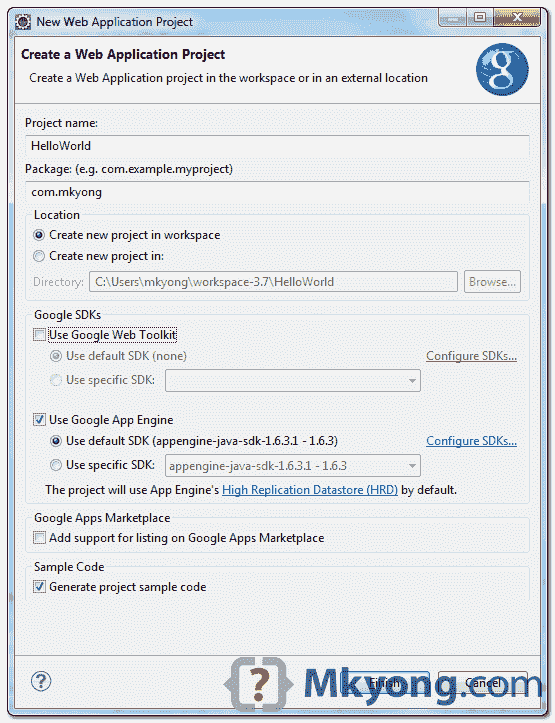 New Web Application Project
Create a Web Application Project
Create a Web Application project in the workspace or in an external location
g
Project name:
HelloWorld
Package: (e.g. com.example.myproject)
com.mkyong
Location
Create new project in workspace
Create new project in:
Directory: C:\Users\mkyong\workspace-3.7\HelloWorld Browse...
Google SDKs
Use Google Web Toolkit
Use default SDK (none) Configure SDKs...
Use specific SDK:
Use Google App Engine
Use default SDK (appengine-java-sdk-1.6.3.1 - 1.6.3) Configure SDKs...
Use specific SDK: appengine-java-sdk-1.6.3.1 - 1.6.3
The project will use App Engine's High Replication Datastore (HRD) by default.
Google Apps Marketplace
Add support for listing on Google Apps Marketplace
Sample Code
Generate project sample code
? Finish Cancel
{?} Mkyong.com